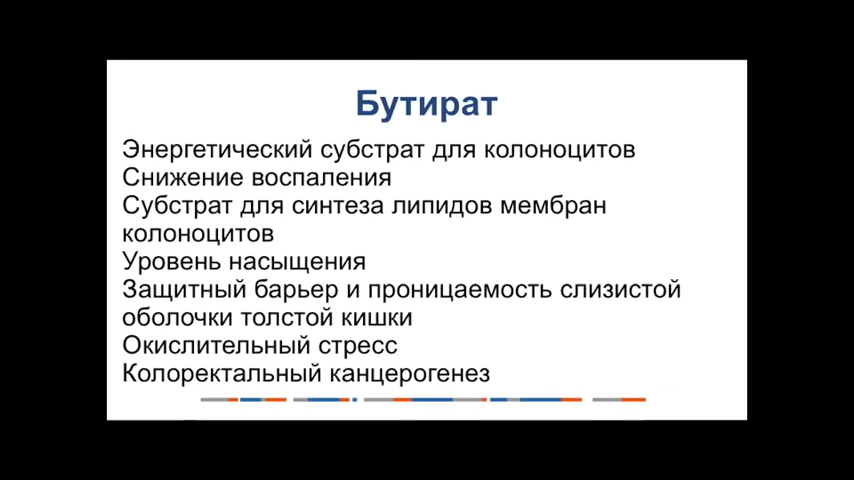 Бутират
Энергетический субстрат для колоноцитов
Снижение воспаления
Субстрат для синтеза липидов мембран
колоноцитов
Уровень насыщения
Защитный барьер и проницаемость слизистой
оболочки толстой кишки
Окислительный стресс
Колоректальный канцерогенез